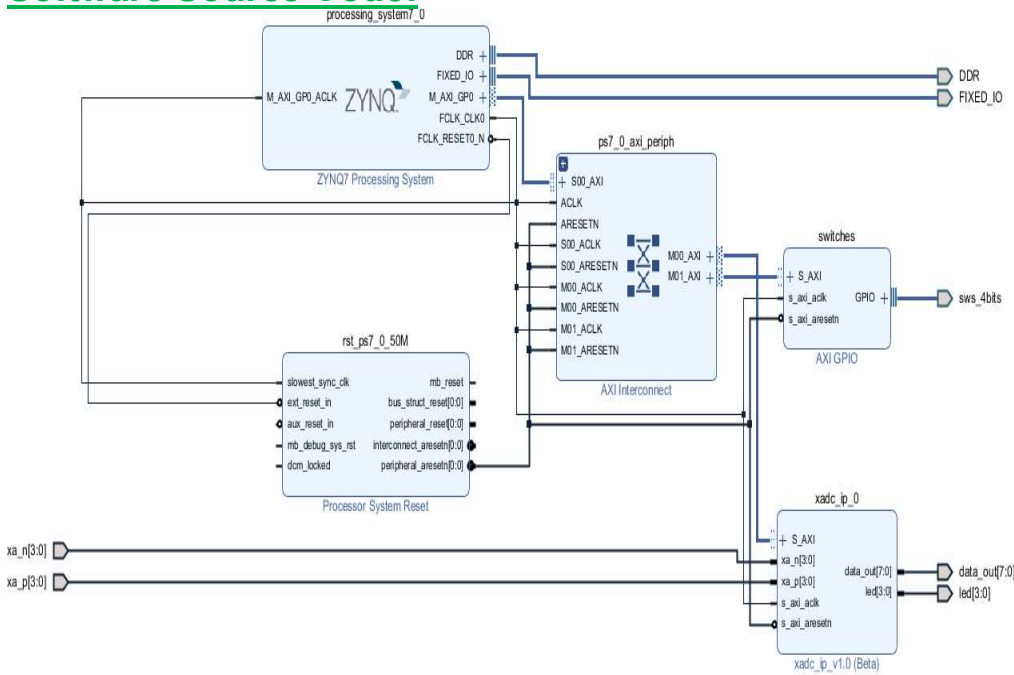 Software Source Code:
processing_system7_0
DDR
FIXED_IO
M_AXI_GP0_ACLK
ZYNQ
M_AXI_GP0
FCLK_CLK0
FCLK_RESET0_N
ZYNQ7 Processing System
DDR
FIXED_IO
ps7_0_axi_periph
S00_AXI
ACLK
ARESETN
S00_ACLK
S00_ARESETN
M00_ACLK
M00_ARESETN
M01_ACLK
M01_ARESETN
M00_AXI
M01_AXI
AXI Interconnect
switches
S_AXI
s_axi_aclk
s_axi_aresetn
GPIO
AXI GPIO
sws_4bits
rst_ps7_0_50M
slowest_sync_clk
ext_reset_in
aux_reset_in
mb_debug_sys_rst
dcm_locked
mb_reset
bus_struct_reset[0:0]
peripheral_reset[0:0]
interconnect_aresetn[0:0]
peripheral_aresetn[0:0]
Processor System Reset
xa_n[3:0]
xa_p[3:0]
xadc_ip_0
S_AXI
xa_n[3:0]
xa_p[3:0]
s_axi_aclk
s_axi_aresetn
data_out[7:0]
led[3:0]
xadc_ip_v1.0 (Beta)
data_out[7:0]
led[3:0]